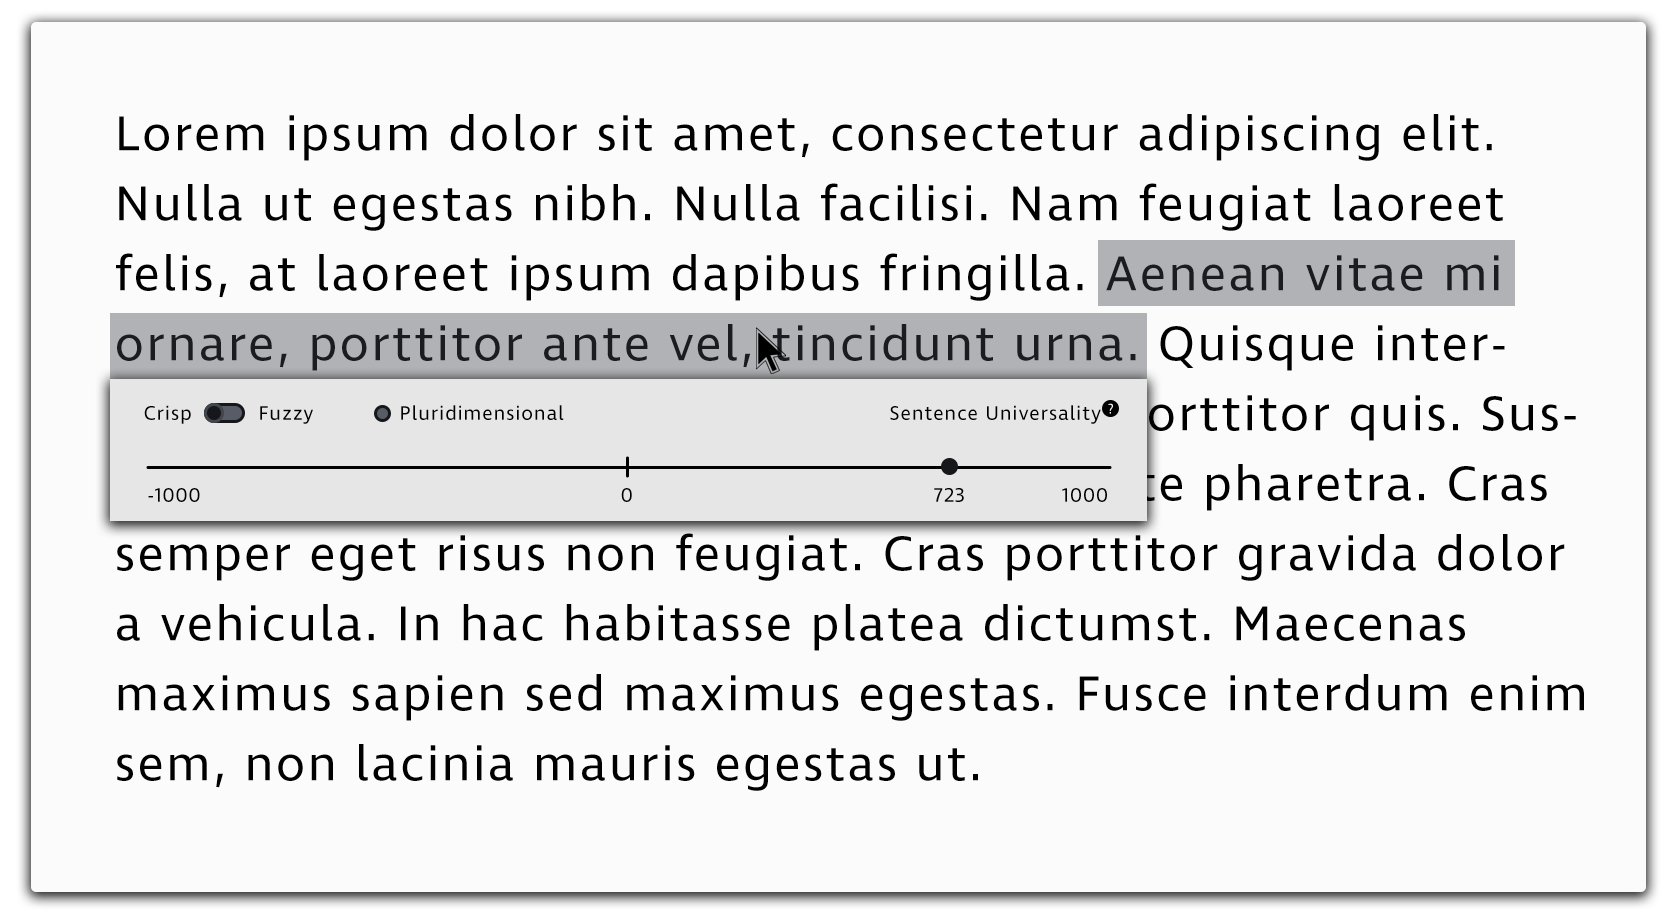 Lorem ipsum dolor sit amet, consectetur adipiscing elit.
Nulla ut egestas nibh. Nulla facilisi. Nam feugiat laoreet
felis, at laoreet ipsum dapibus fringilla. Aenean vitae mi
ornare, porttitor ante vel, tincidunt urna. Quisque inter-
orttitor quis. Sus-
te pharetra. Cras
Crisp Fuzzy Pluridimensional Sentence Universality?
-1000 0 723 1000
semper eget risus non feugiat. Cras porttitor gravida dolor
a vehicula. In hac habitasse platea dictumst. Maecenas
maximus sapien sed maximus egestas. Fusce interdum enim
sem, non lacinia mauris egestas ut.